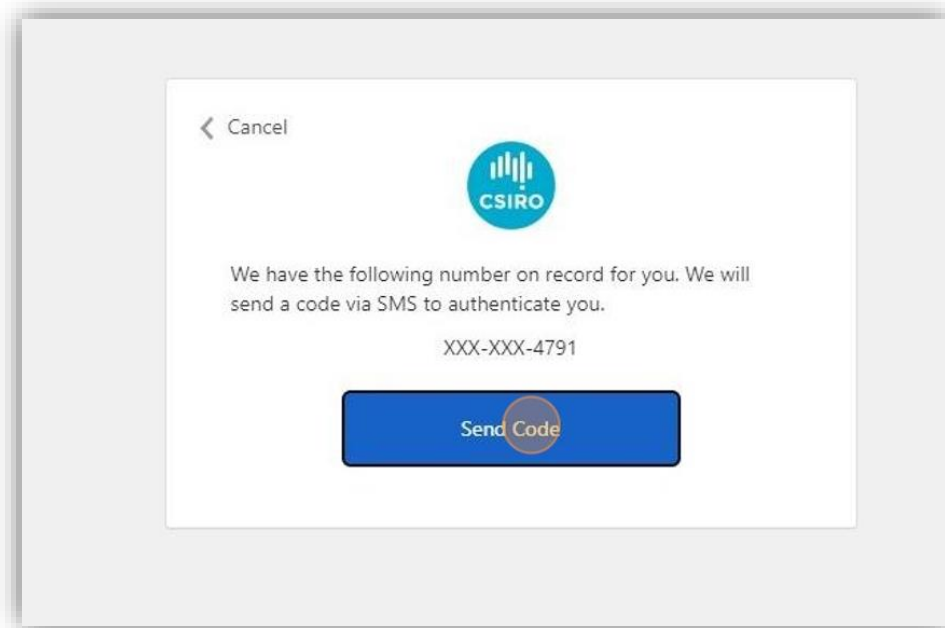 Cancel
CSIRO
We have the following number on record for you. We will
send a code via SMS to authenticate you.
XXX-XXX-4791
Send Code